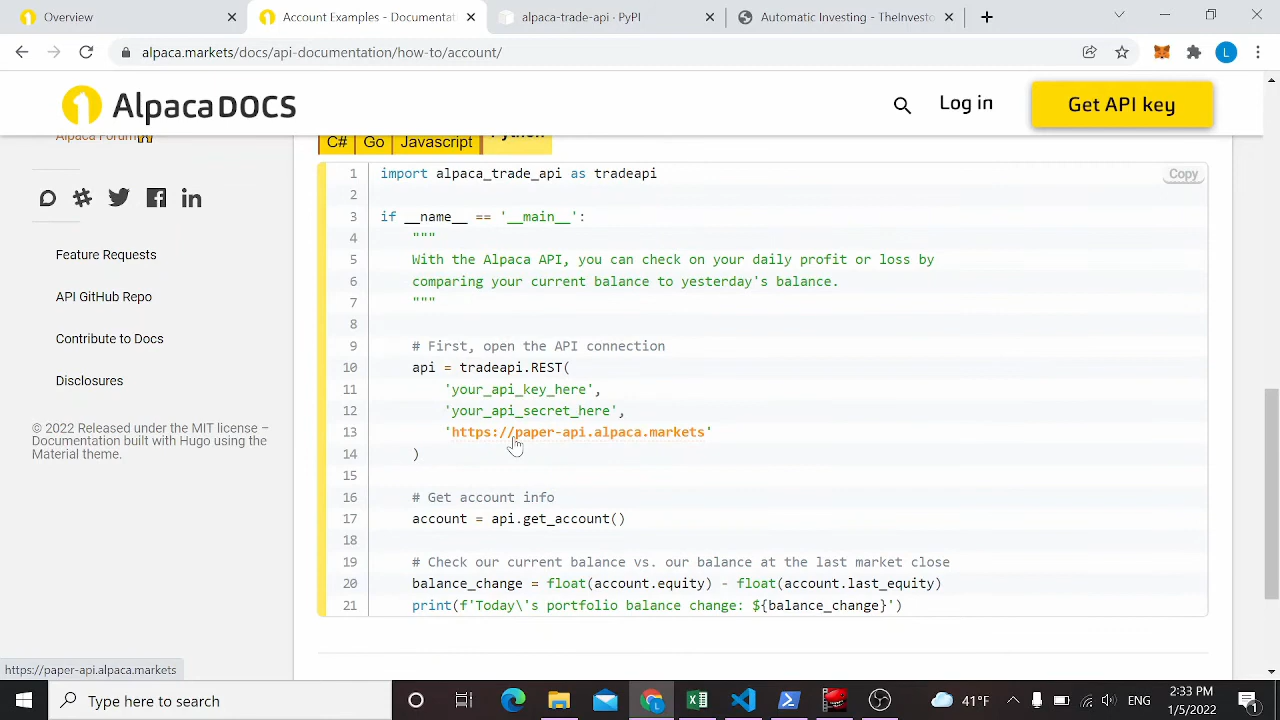 Overview
Account Examples - Documentat
alpaca-trade-api · PyPI
Automatic Investing - TheInvesto
alpaca.markets/docs/api-documentation/how-to/account/
L
AlpacaDOCS
Log in
Get API key
Alpaca Forum
C# Go Javascript Python
Copy
1 import alpaca_trade_api as tradeapi
2
3 if __name__ == '__main__':
4 """
5 With the Alpaca API, you can check on your daily profit or loss by
6 comparing your current balance to yesterday's balance.
7 """
8
9 # First, open the API connection
10 api = tradeapi.REST(
11 'your_api_key_here',
12 'your_api_secret_here',
13 'https://paper-api.alpaca.markets'
14 )
15
16 # Get account info
17 account = api.get_account()
18
19 # Check our current balance vs. our balance at the last market close
20 balance_change = float(account.equity) - float(account.last_equity)
21 print(f'Today\'s portfolio balance change: ${balance_change}')
Feature Requests
API GitHub Repo
Contribute to Docs
Disclosures
© 2022 Released under the MIT license –
Documentation built with Hugo using the
Material theme.
https://paper-api.alpaca.markets
Type here to search
41°F
ENG
2:33 PM
1/5/2022